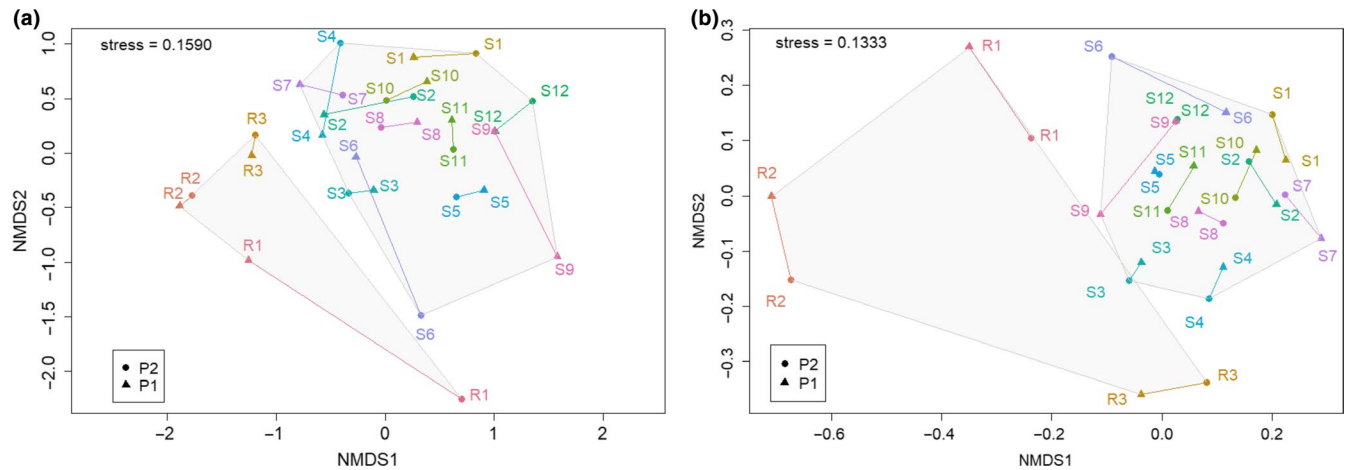 (a)
stress = 0.1590
S4
S1
S1
S7
S10
S10
S7
S2
S12
S8
S8
S11
S2
S12
S9
R3
S4
S6
S11
R3
S3
S3
R2
R2
S5
S5
R1
S9
S6
R1
P2
P1
1.0
0.5
0.0
−0.5
−1.0
−1.5
−2.0
NMDS2
−2
−1
0
1
2
NMDS1
(b)
stress = 0.1333
R1
S6
S1
S12
S12
S6
R1
S9
S10
S11
S2
S1
S5
S5
S7
R2
S9
S11
S10
S2
S8
S8
S7
S3
S4
R2
S3
S4
R3
R3
P2
P1
0.3
0.2
0.1
0.0
−0.1
−0.2
−0.3
NMDS2
−0.6
−0.4
−0.2
0.0
0.2
NMDS1